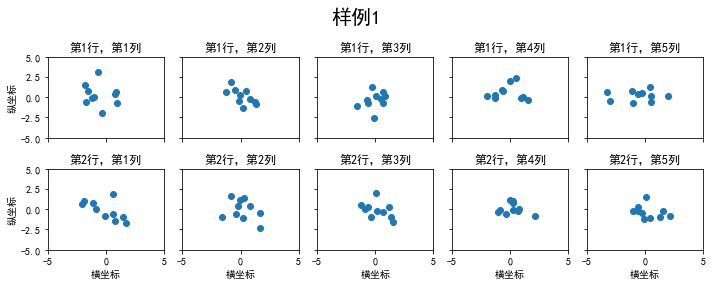 样例1
第1行，第1列 第1行，第2列 第1行，第3列 第1行，第4列 第1行，第5列
5.0
2.5
纵坐标
0.0
-2.5
-5.0
第2行，第1列 第2行，第2列 第2行，第3列 第2行，第4列 第2行，第5列
5.0
2.5
纵坐标
0.0
-2.5
-5.0
-5 0 5 -5 0 5 -5 0 5 -5 0 5 -5 0 5
横坐标 横坐标 横坐标 横坐标 横坐标